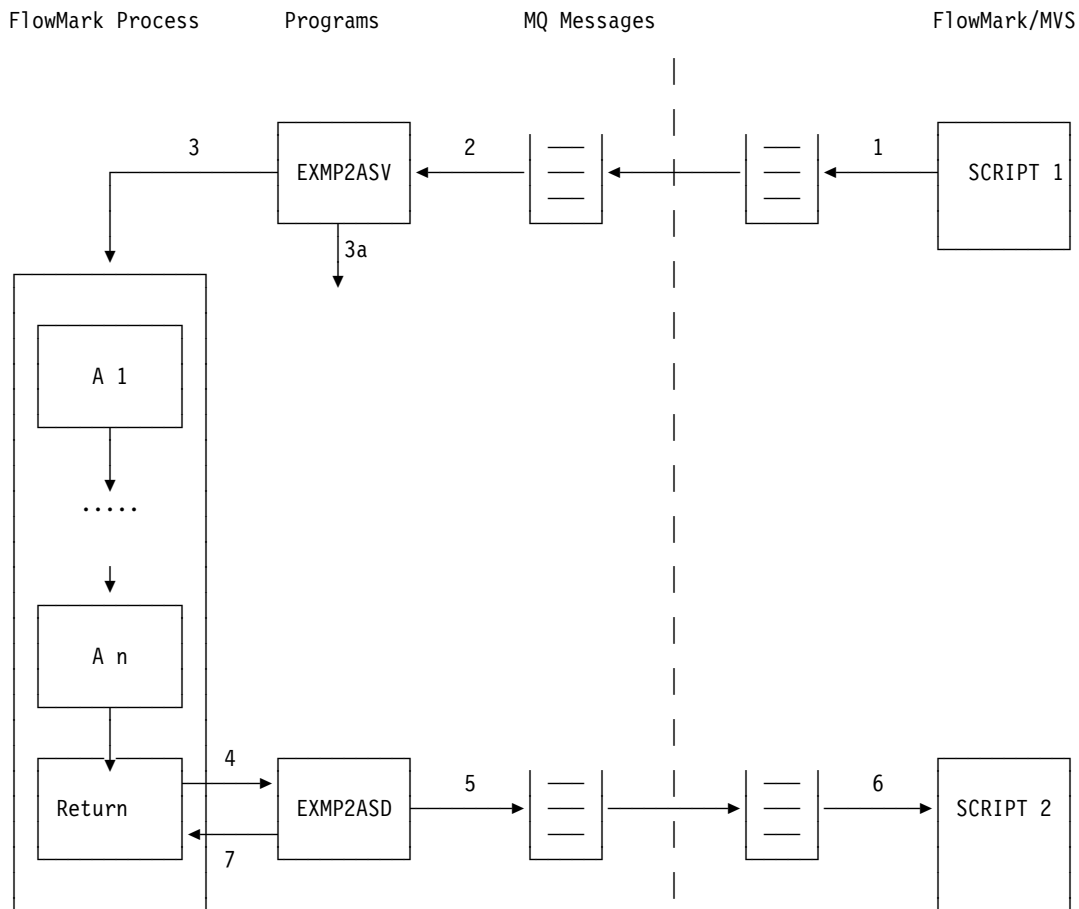 FlowMark Process Programs MQ Messages FlowMark/MVS
3 2 1
EXMP2ASV SCRIPT 1
3a
A 1
.....
A n
4 5 6
Return EXMP2ASD SCRIPT 2
7